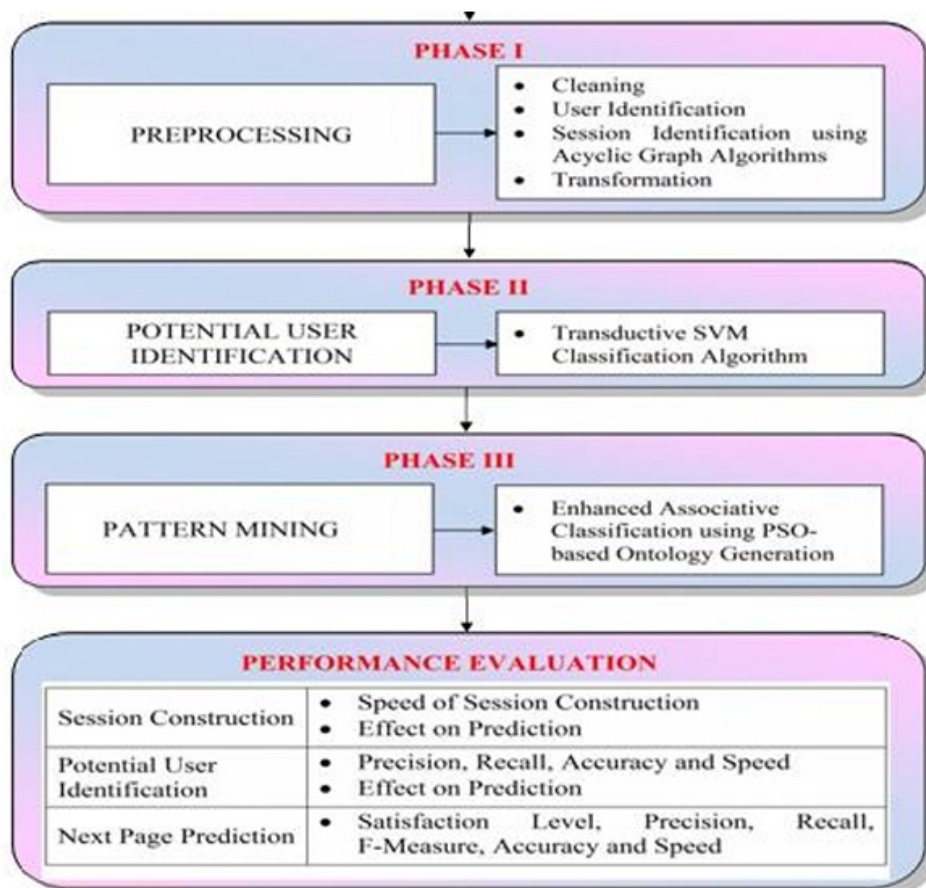 PHASE I
PREPROCESSING
• Cleaning
• User Identification
• Session Identification using
Acyclic Graph Algorithms
• Transformation
PHASE II
POTENTIAL USER
IDENTIFICATION
• Transductive SVM
Classification Algorithm
PHASE III
PATTERN MINING
• Enhanced Associative
Classification using PSO-
based Ontology Generation
PERFORMANCE EVALUATION
Session Construction
• Speed of Session Construction
• Effect on Prediction
Potential User
Identification
• Precision, Recall, Accuracy and Speed
• Effect on Prediction
Next Page Prediction
• Satisfaction Level, Precision, Recall,
F-Measure, Accuracy and Speed